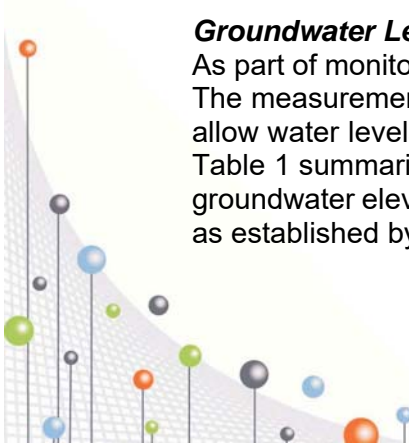 Groundwater Le
As part of monito
The measuremen
allow water level
Table 1 summari
groundwater elev
as established by